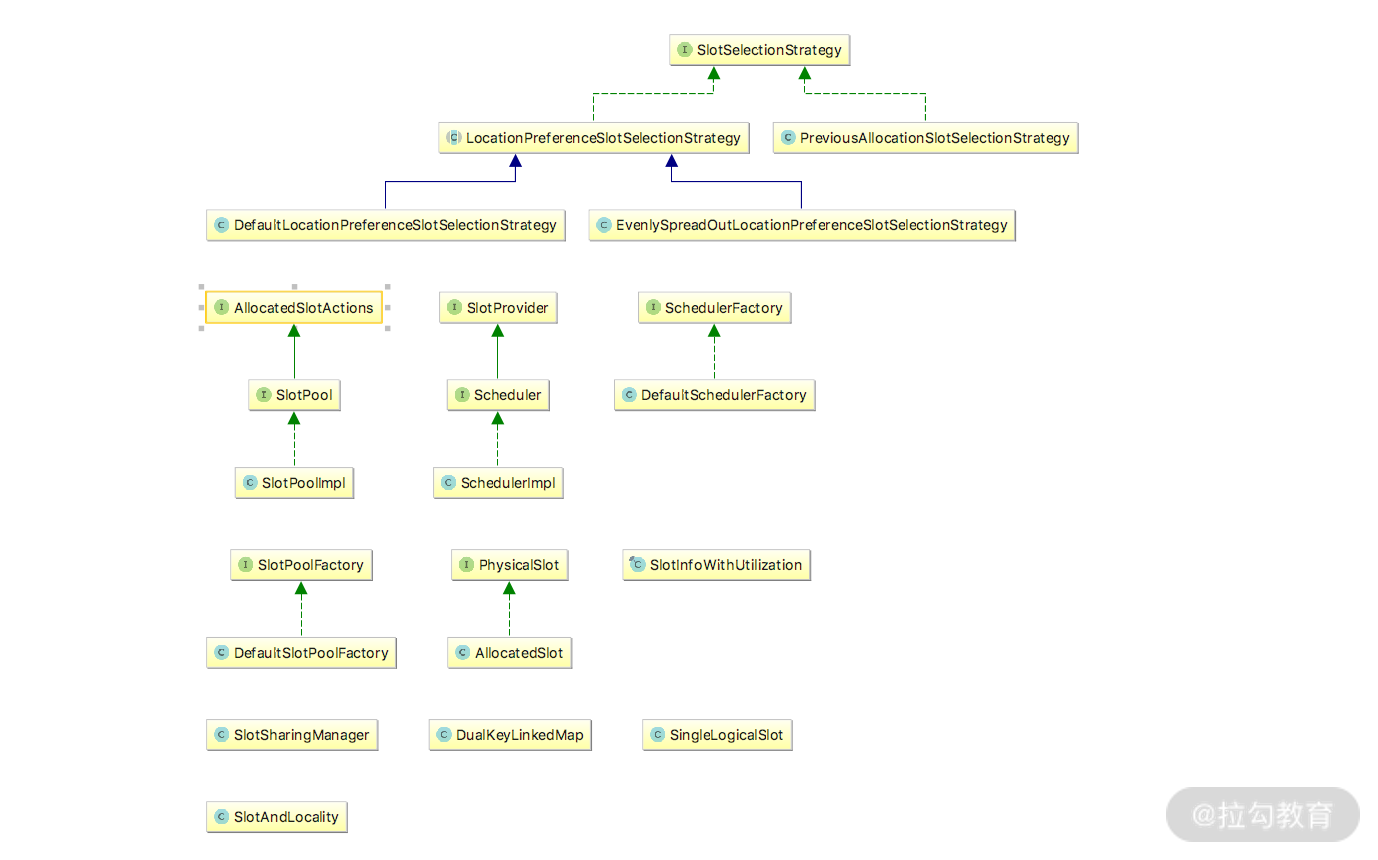 SlotSelectionStrategy
LocationPreferenceSlotSelectionStrategy
PreviousAllocationSlotSelectionStrategy
DefaultLocationPreferenceSlotSelectionStrategy
EvenlySpreadOutLocationPreferenceSlotSelectionStrategy
AllocatedSlotActions
SlotProvider
SchedulerFactory
SlotPool
Scheduler
DefaultSchedulerFactory
SlotPoolImpl
SchedulerImpl
SlotPoolFactory
PhysicalSlot
SlotInfoWithUtilization
DefaultSlotPoolFactory
AllocatedSlot
SlotSharingManager
DualKeyLinkedMap
SingleLogicalSlot
SlotAndLocality
@拉勾教育